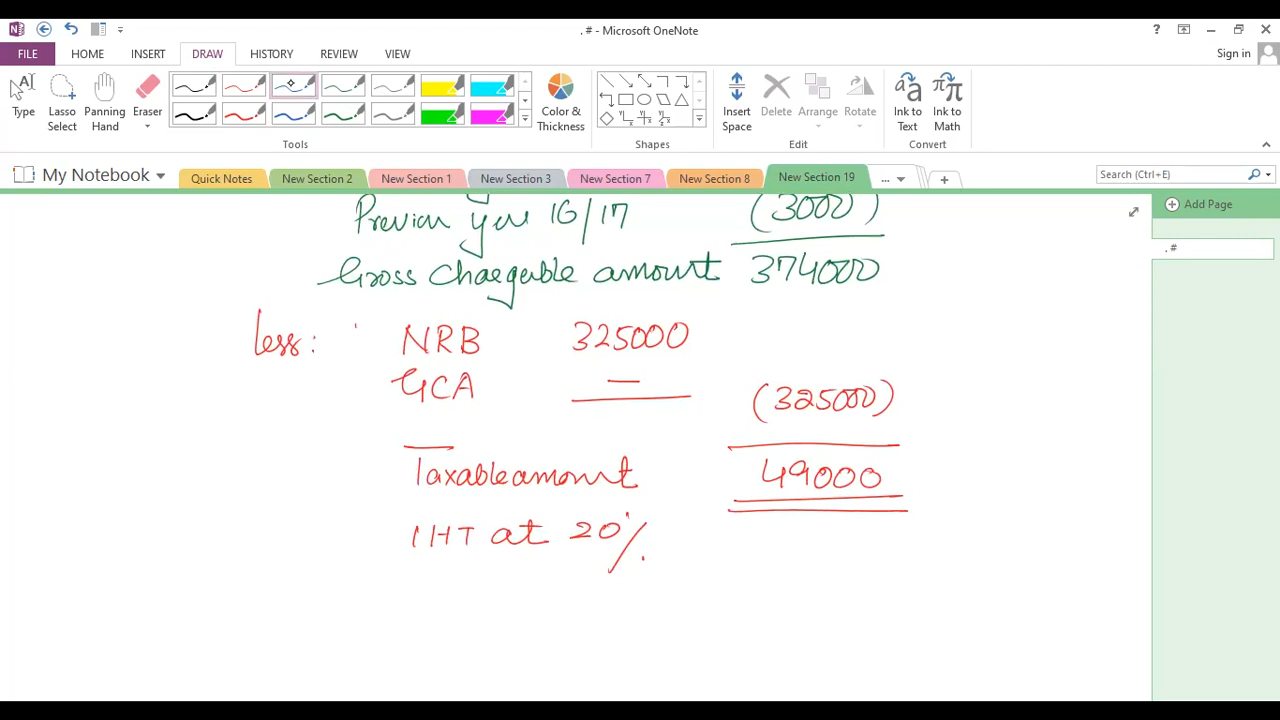 . # - Microsoft OneNote
?
FILE HOME INSERT DRAW HISTORY REVIEW VIEW
Sign in
Type Lasso Select Panning Hand Eraser Color & Thickness Insert Space Delete Arrange Rotate Ink to Text Ink to Math
Tools Shapes Edit Convert
My Notebook Quick Notes New Section 2 New Section 1 New Section 3 New Section 7 New Section 8 New Section 19 ... Search (Ctrl+E)
Add Page
. #
16/17 (3000)
Gross Chargeable amount 374000
less: NRB 325000
GCA — (325000)
Taxable amount 49000
IHT at 20%